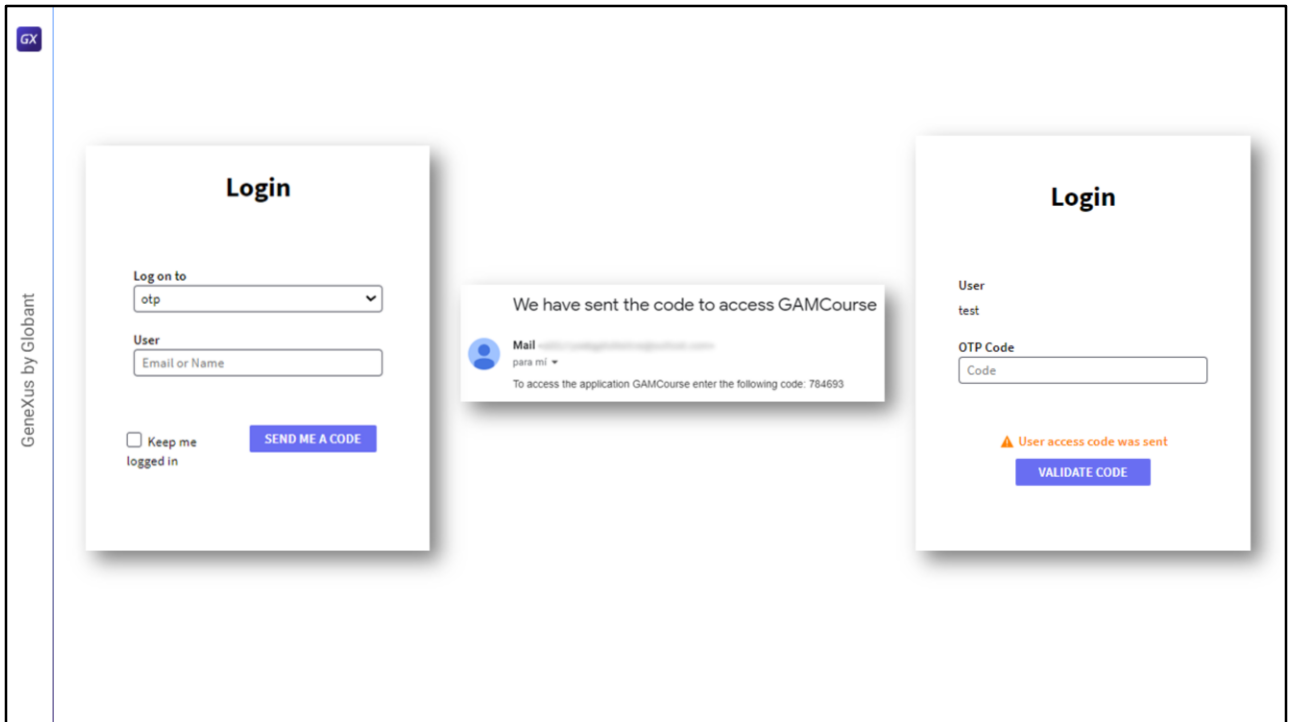 GX
GeneXus by Globant
Login
Log on to
otp
User
Email or Name
Keep me
logged in
SEND ME A CODE
We have sent the code to access GAMCourse
Mail
para mí
To access the application GAMCourse enter the following code: 784693
Login
User
test
OTP Code
Code
User access code was sent
VALIDATE CODE